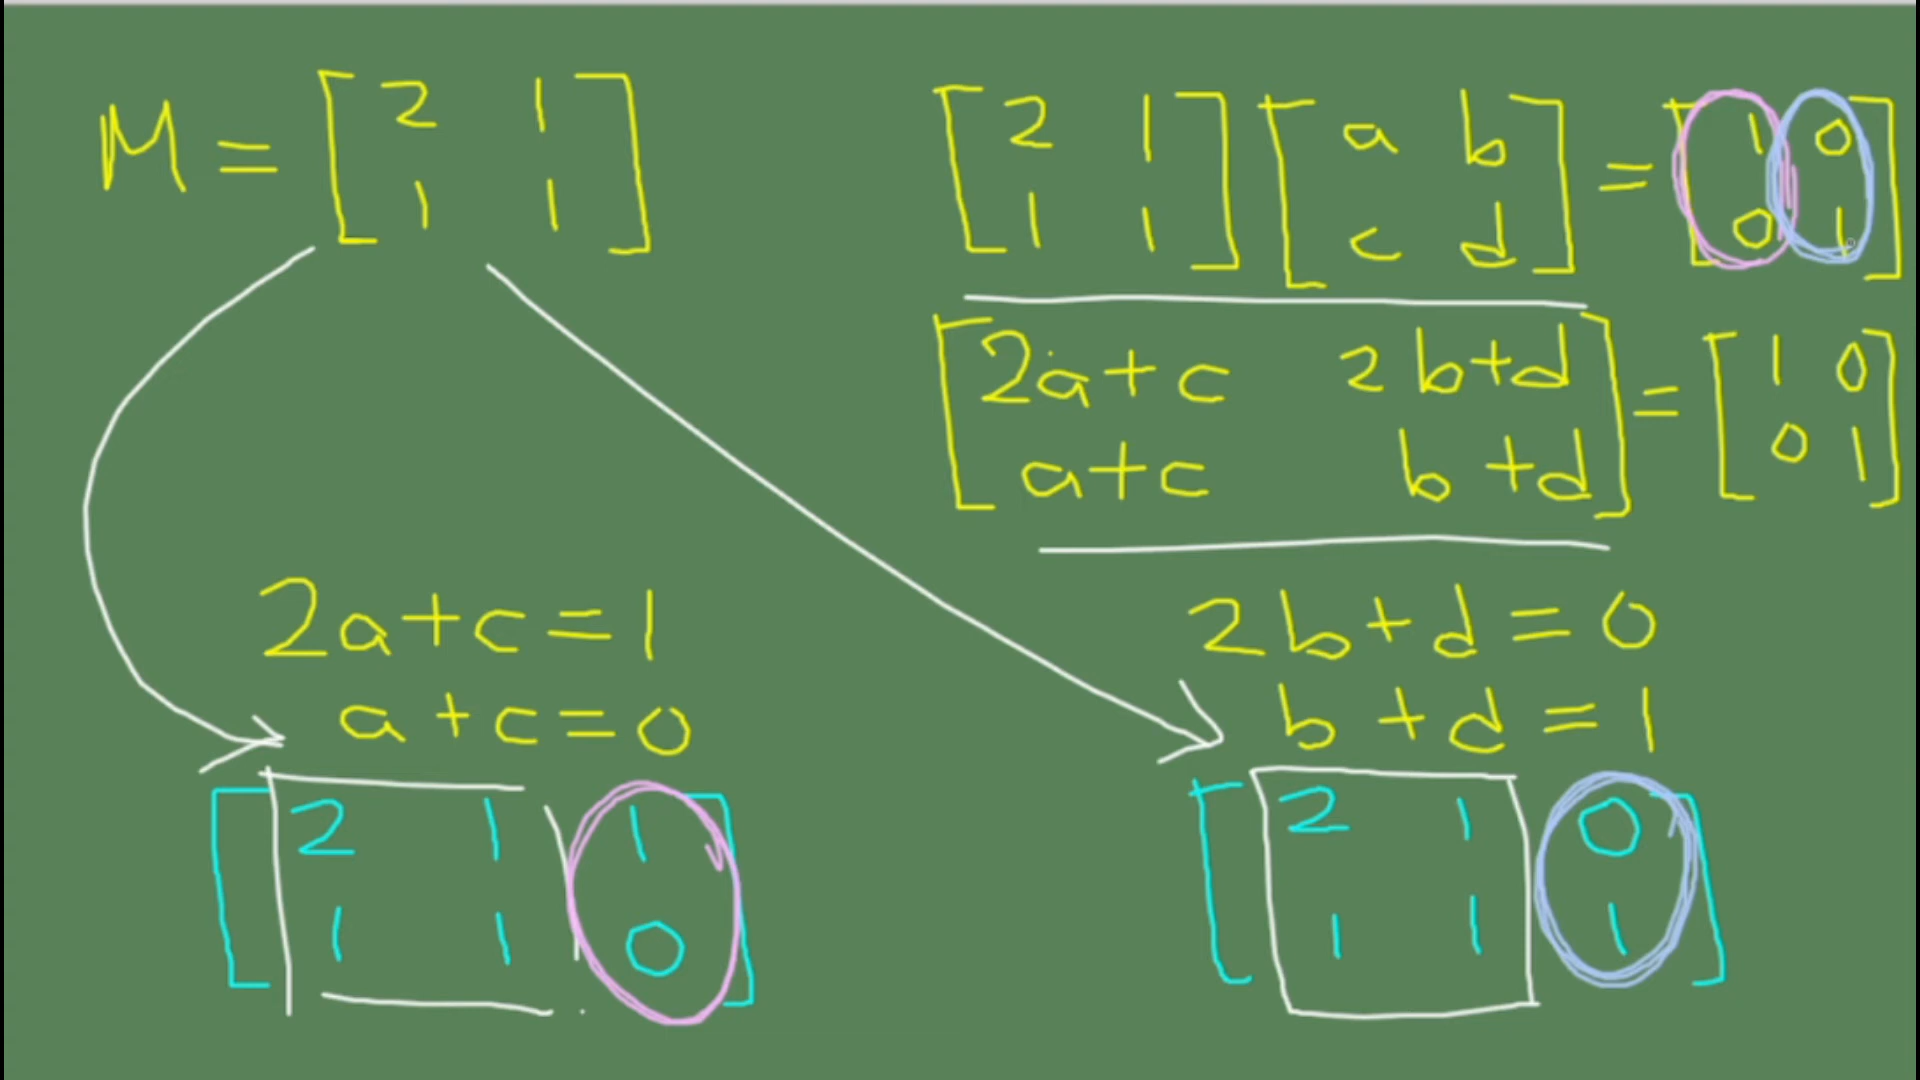 M = [2 1
1 1]
[2 1 [a b = [1 0
1 1] c d] 0 1]
[2a+c 2b+d = [1 0
a+c b+d] 0 1]
2a+c=1
a+c=0
[2 1 1
1 1 0]
2b+d=0
b+d=1
[2 1 0
1 1 1]